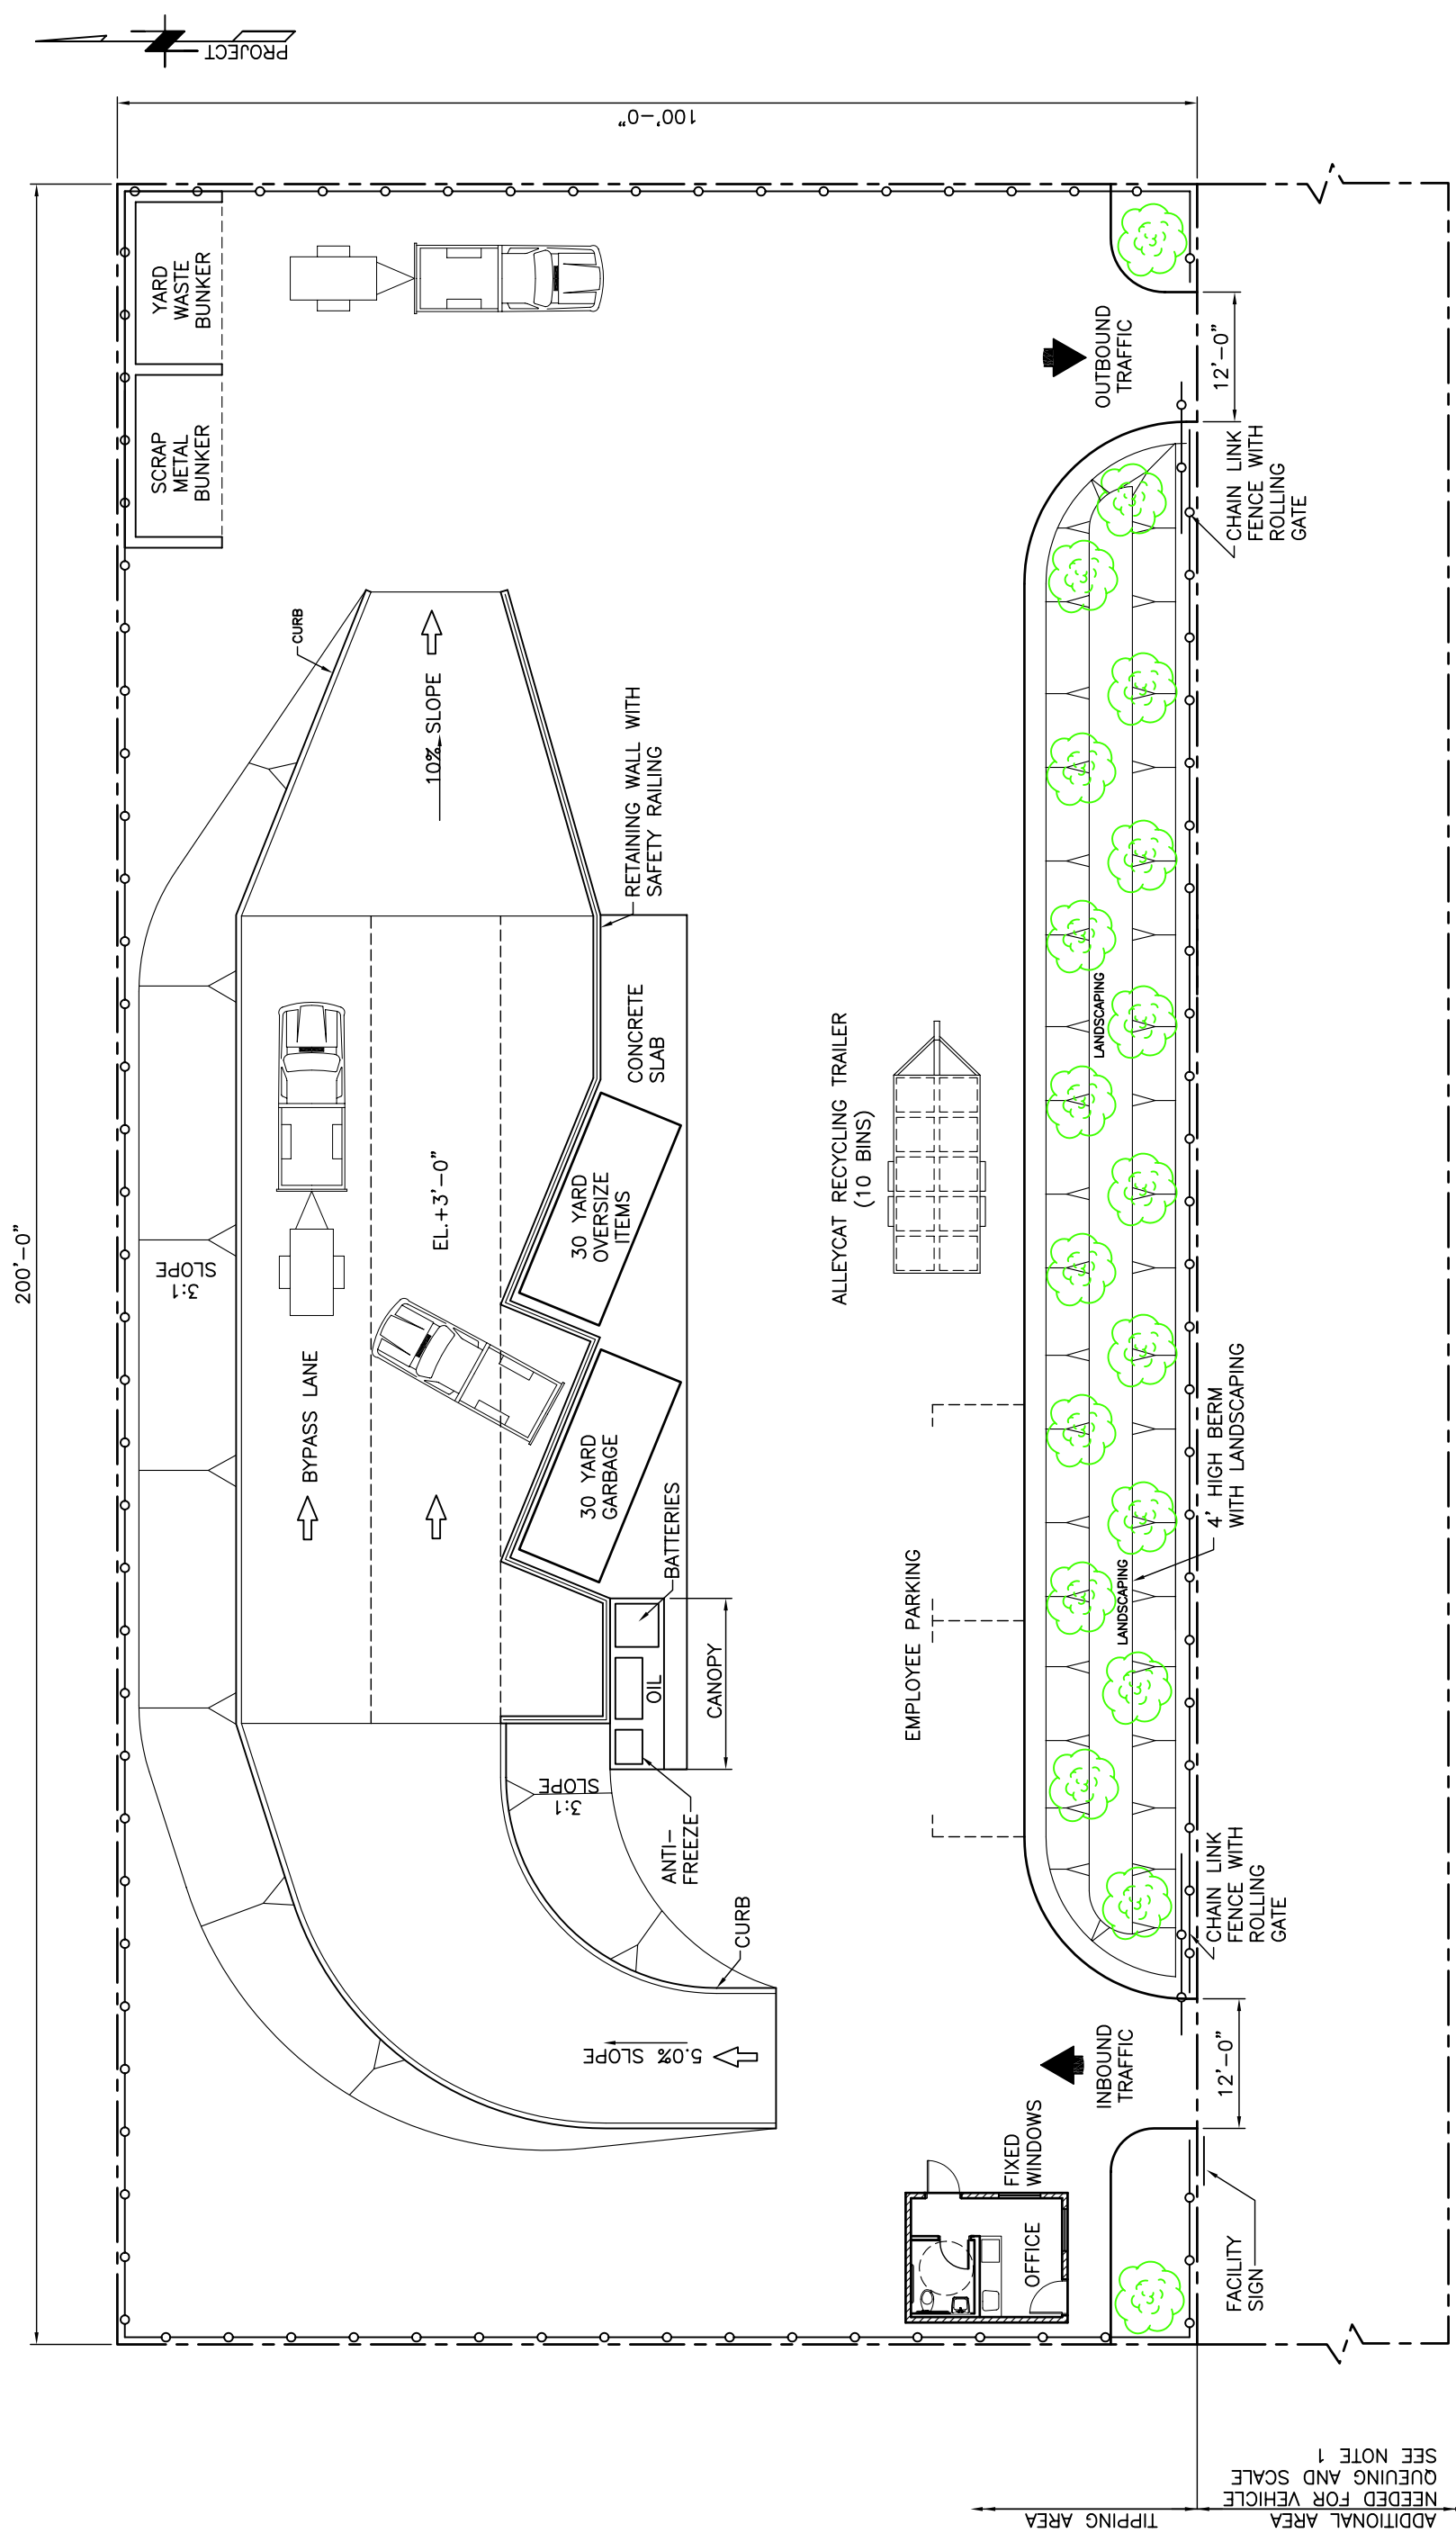 PROJECT
200'-0"
100'-0"
YARD
WASTE
BUNKER
SCRAP
METAL
BUNKER
CURB
10% SLOPE
RETAINING WALL WITH
SAFETY RAILING
CONCRETE
SLAB
3:1
SLOPE
BYPASS LANE
EL.+3'-0"
30 YARD
OVERSIZE
ITEMS
30 YARD
GARBAGE
BATTERIES
OIL
CANOPY
ANTI-
FREEZE
3:1
SLOPE
CURB
5.0% SLOPE
ALLEYCAT RECYCLING TRAILER
(10 BINS)
EMPLOYEE PARKING
OUTBOUND
TRAFFIC
12'-0"
CHAIN LINK
FENCE WITH
ROLLING
GATE
LANDSCAPING
LANDSCAPING
4' HIGH BERM
WITH LANDSCAPING
CHAIN LINK
FENCE WITH
ROLLING
GATE
INBOUND
TRAFFIC
12'-0"
FIXED
WINDOWS
OFFICE
FACILITY
SIGN
TIPPING AREA
ADDITIONAL AREA
NEEDED FOR VEHICLE
QUEUING AND SCALE
SEE NOTE 1